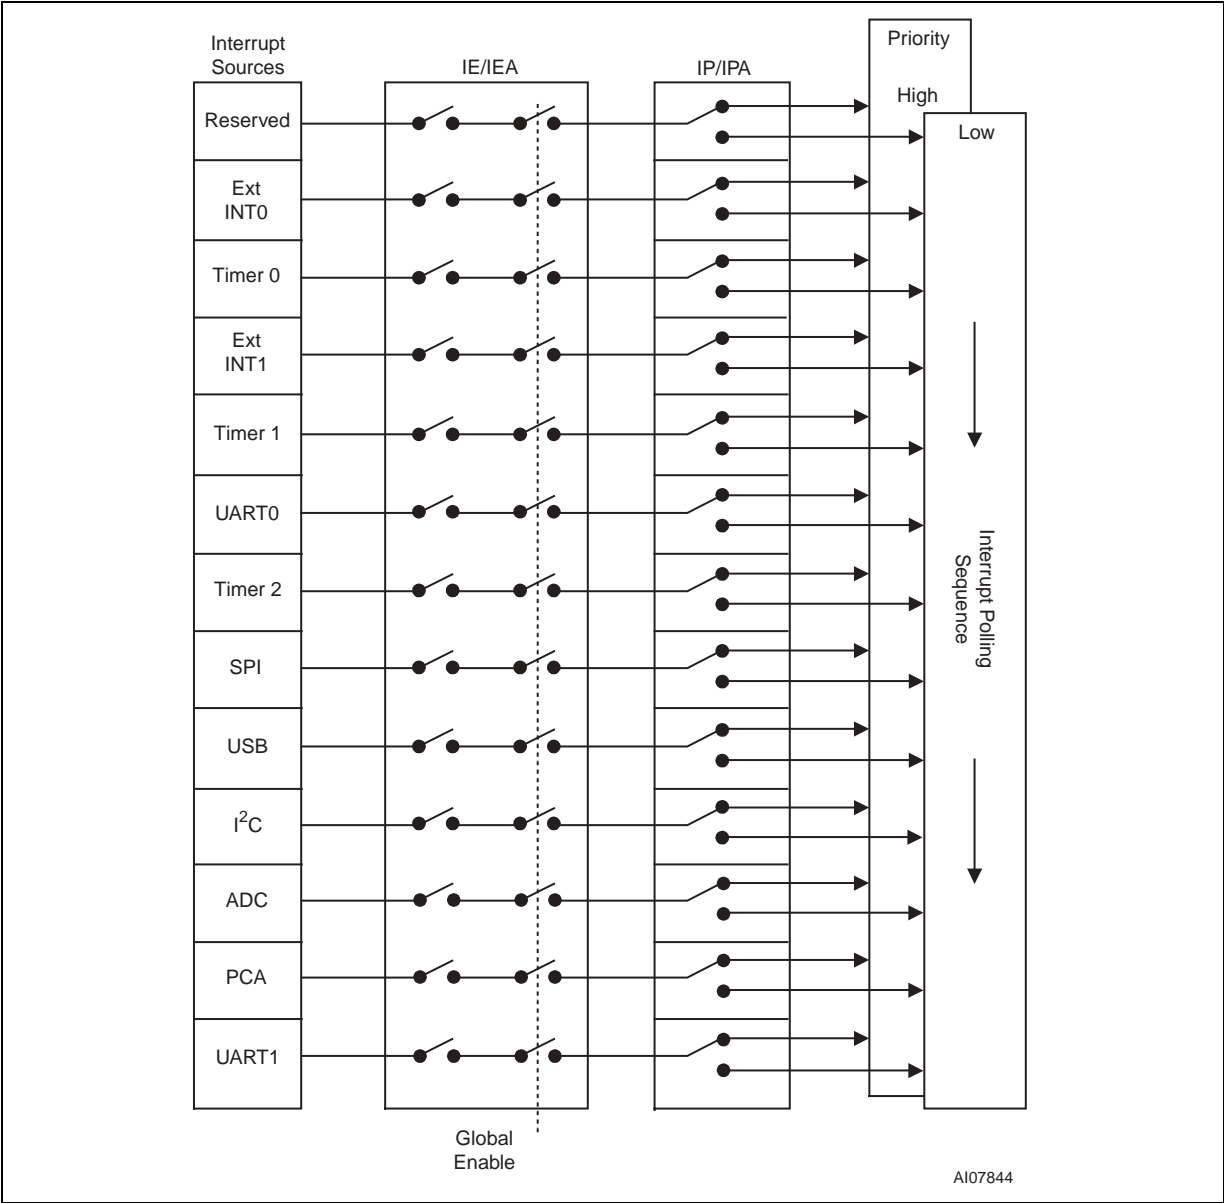 Interrupt
Sources
IE/IEA
IP/IPA
Priority
High
Low
Reserved
Ext
INT0
Timer 0
Ext
INT1
Timer 1
UART0
Timer 2
SPI
USB
I²C
ADC
PCA
UART1
Interrupt Polling
Sequence
Global
Enable
AI07844